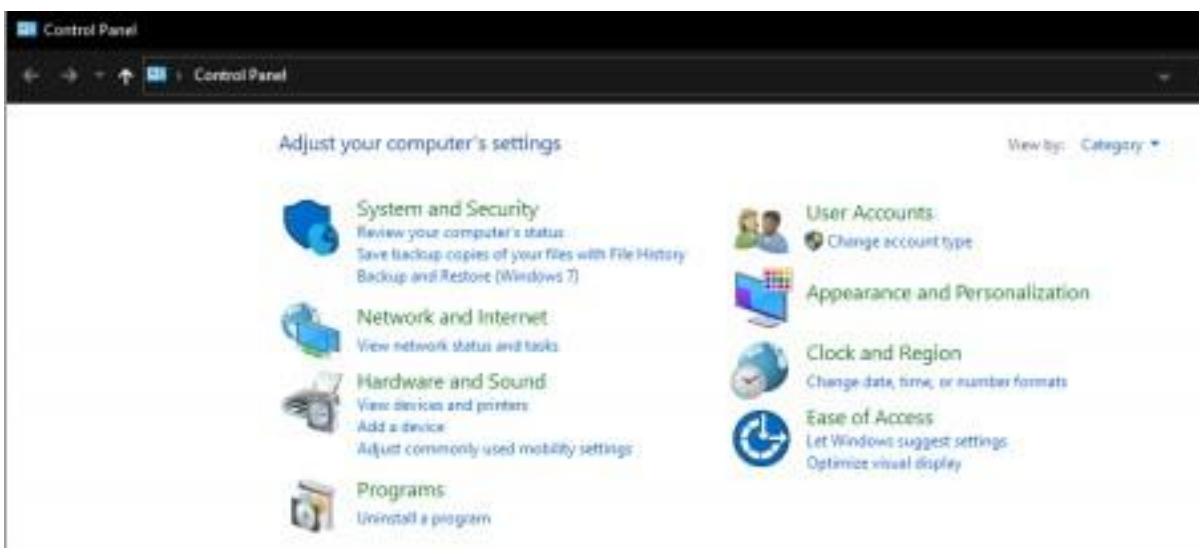 Control Panel
Control Panel
Adjust your computer's settings
View by: Category
System and Security
Review your computer's status
Save backup copies of your files with File History
Backup and Restore (Windows 7)
Network and Internet
View network status and tasks
Hardware and Sound
View devices and printers
Add a device
Adjust commonly used mobility settings
Programs
Uninstall a program
User Accounts
Change account type
Appearance and Personalization
Clock and Region
Change date, time, or number formats
Ease of Access
Let Windows suggest settings
Optimize visual display